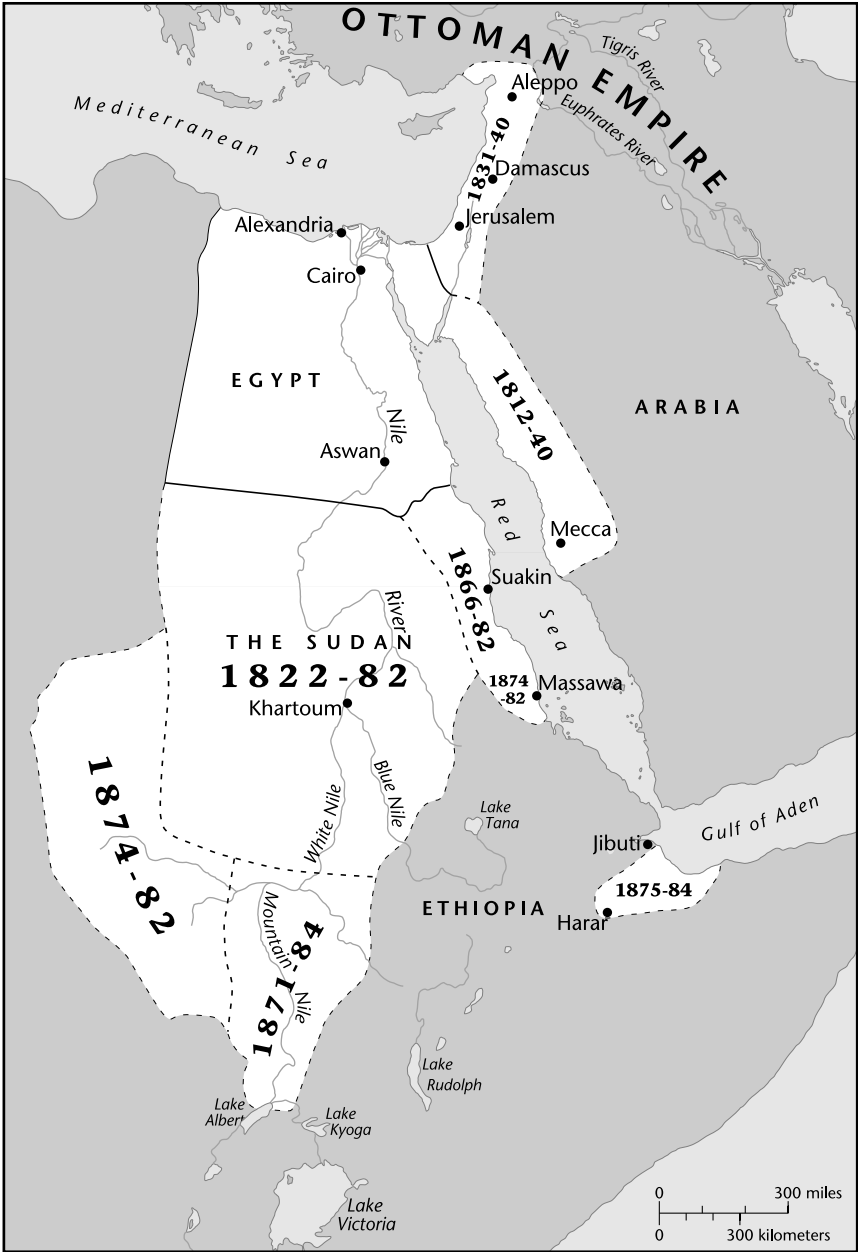 OTTOMAN EMPIRE
Tigris River
Euphrates River
Mediterranean Sea
Aleppo
1831-40
Damascus
Jerusalem
Alexandria
Cairo
EGYPT
Nile
Aswan
1812-40
ARABIA
Mecca
Red Sea
Suakin
1866-82
River
THE SUDAN
1822-82
Khartoum
1874
-82
Massawa
1874-82
White Nile
Blue Nile
Lake
Tana
Gulf of Aden
Jibuti
1875-84
Harar
ETHIOPIA
Mountain Nile
1871-84
Lake
Rudolph
Lake
Albert
Lake
Kyoga
Lake
Victoria
0 300 miles
0 300 kilometers